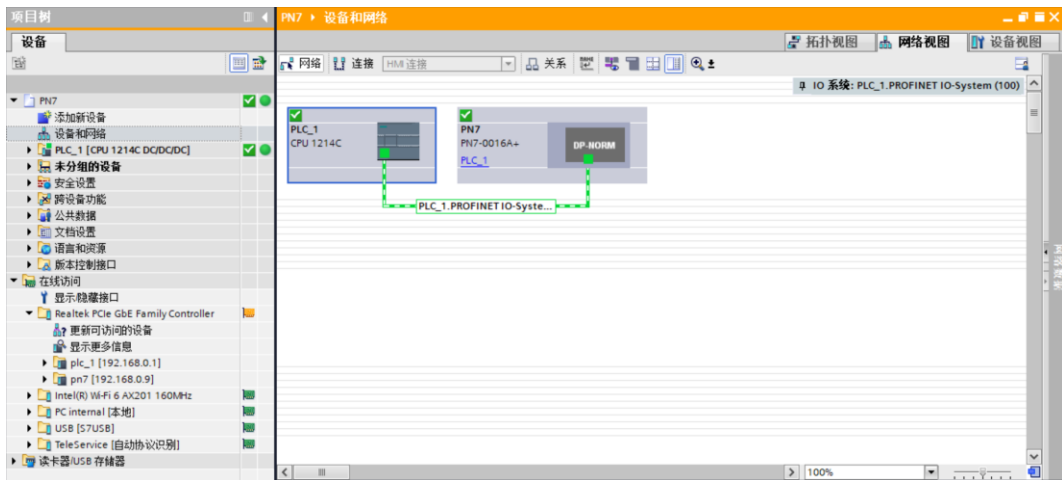 项目树
PN7 ▸ 设备和网络
设备
拓扑视图
网络视图
设备视图
网络
连接
HMI 连接
关系
IO 系统: PLC_1.PROFINET IO-System (100)
PN7
添加新设备
设备和网络
PLC_1 [CPU 1214C DC/DC/DC]
未分组的设备
安全设置
跨设备功能
公共数据
文档设置
语言和资源
版本控制接口
在线访问
显示/隐藏接口
Realtek PCIe GbE Family Controller
更新可访问的设备
显示更多信息
plc_1 [192.168.0.1]
pn7 [192.168.0.9]
Intel(R) Wi-Fi 6 AX201 160MHz
PC internal [本地]
USB [S7USB]
TeleService [自动协议识别]
读卡器/USB 存储器
PLC_1
CPU 1214C
PN7
PN7-0016A+
PLC_1
DP-NORM
PLC_1.PROFINET IO-Syste...
100%
网络数据